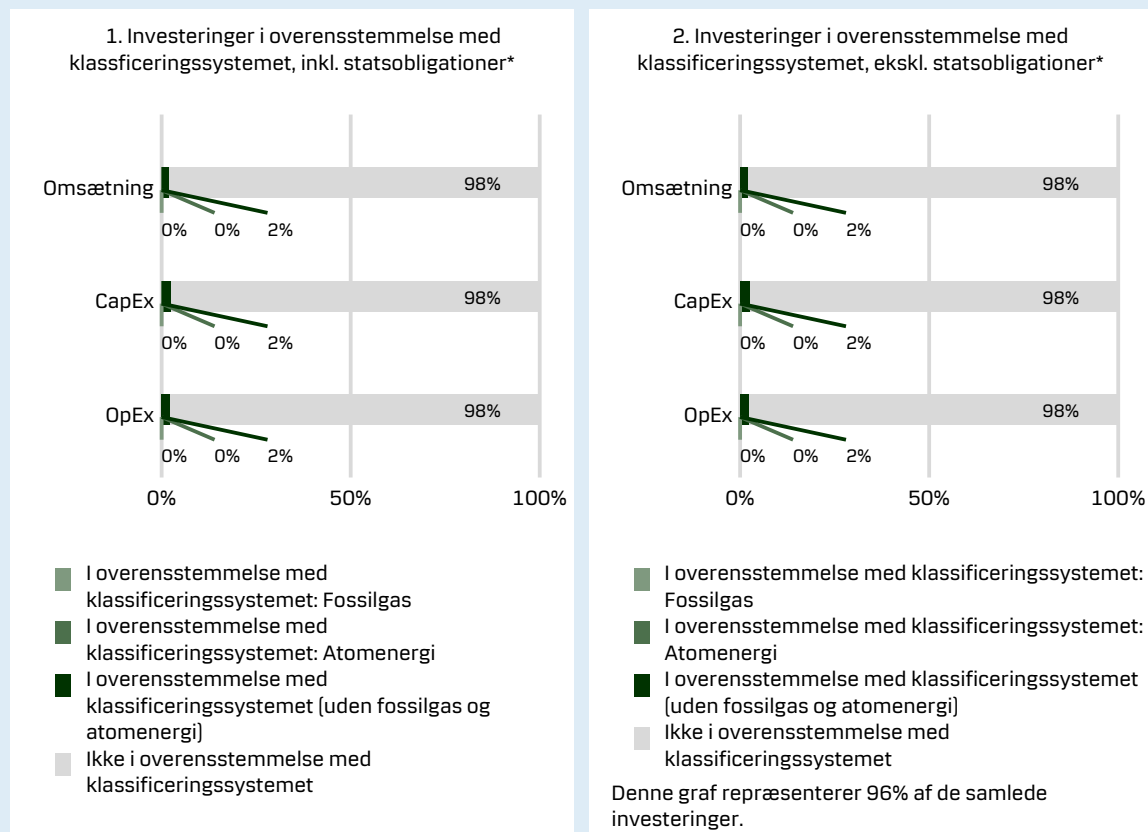 1. Investeringer i overensstemmelse med
klassficeringssystemet, inkl. statsobligationer*
Omsætning
98%
0% 0% 2%
CapEx
98%
0% 0% 2%
OpEx
98%
0% 0% 2%
0% 50% 100%
I overensstemmelse med
klassificeringssystemet: Fossilgas
I overensstemmelse med
klassificeringssystemet: Atomenergi
I overensstemmelse med
klassificeringssystemet (uden fossilgas og
atomenergi)
Ikke i overensstemmelse med
klassificeringssystemet
2. Investeringer i overensstemmelse med
klassificeringssystemet, ekskl. statsobligationer*
Omsætning
98%
0% 0% 2%
CapEx
98%
0% 0% 2%
OpEx
98%
0% 0% 2%
0% 50% 100%
I overensstemmelse med klassificeringssystemet:
Fossilgas
I overensstemmelse med klassificeringssystemet:
Atomenergi
I overensstemmelse med klassificeringssystemet
(uden fossilgas og atomenergi)
Ikke i overensstemmelse med
klassificeringssystemet
Denne graf repræsenterer 96% af de samlede
investeringer.